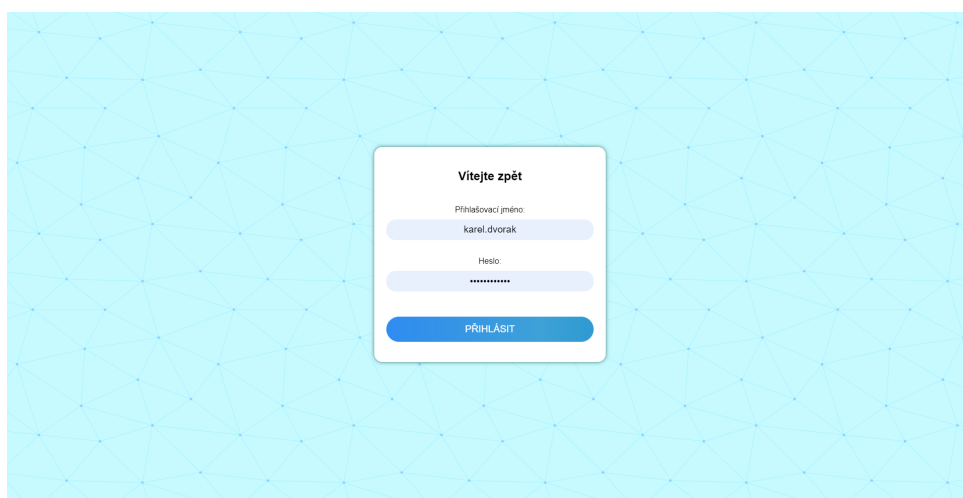 Vítejte zpět
Přihlašovací jméno:
karel.dvorak
Heslo:
••••••••••••
PŘIHLÁSIT